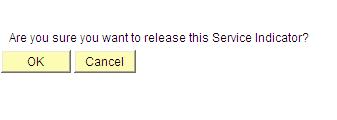 Are you sure you want to release this Service Indicator?
OK Cancel